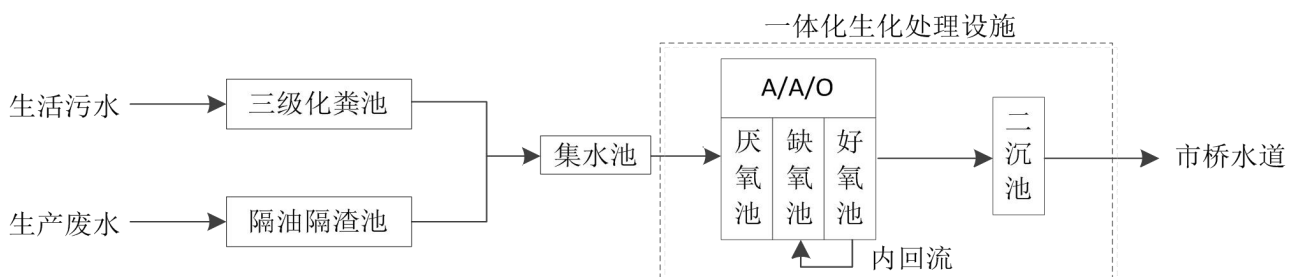 一体化生化处理设施
生活污水
三级化粪池
生产废水
隔油隔渣池
集水池
A/A/O
厌氧池
缺氧池
好氧池
内回流
二沉池
市桥水道